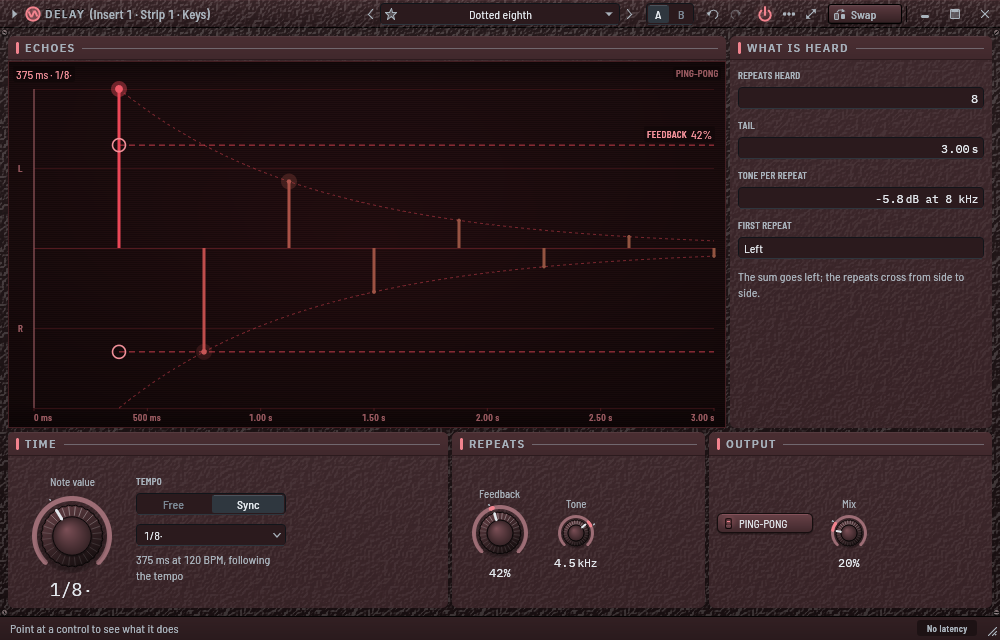 DELAY (Insert 1 · Strip 1 · Keys)
Dotted eighth
A
B
Swap
ECHOES
375 ms · 1/8·
PING-PONG
FEEDBACK 42%
L
R
0 ms
500 ms
1.00 s
1.50 s
2.00 s
2.50 s
3.00 s
WHAT IS HEARD
REPEATS HEARD
8
TAIL
3.00 s
TONE PER REPEAT
-5.8 dB at 8 kHz
FIRST REPEAT
Left
The sum goes left; the repeats cross from side to
side.
TIME
Note value
1/8·
TEMPO
Free
Sync
1/8·
375 ms at 120 BPM, following
the tempo
REPEATS
Feedback
42%
Tone
4.5 kHz
OUTPUT
PING-PONG
Mix
20%
Point at a control to see what it does
No latency